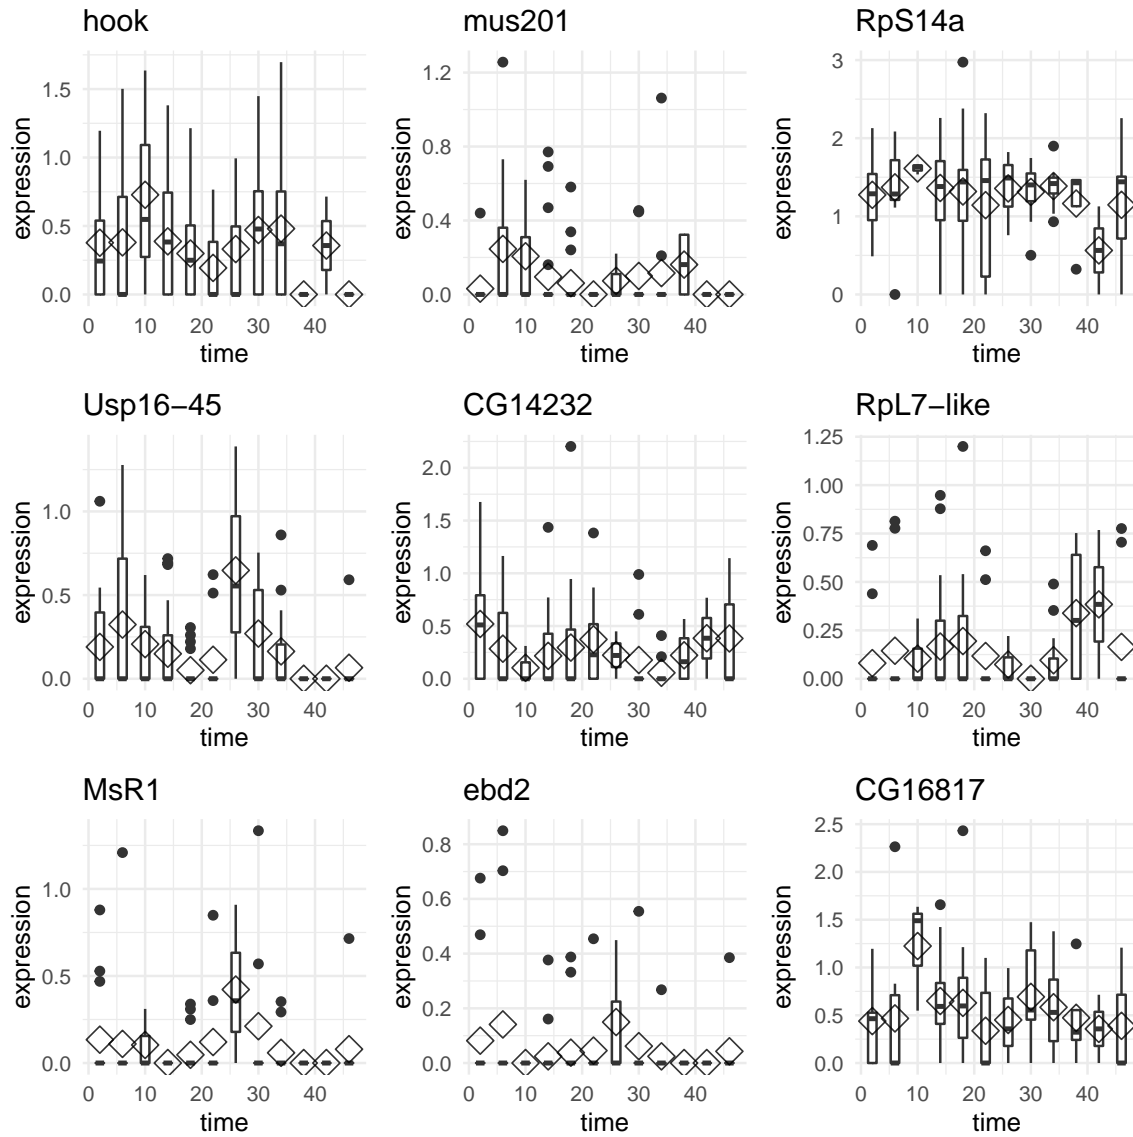 hook
mus201
RpS14a
expression
1.5
1.0
0.5
0.0
0 10 20 30 40
time
expression
1.2
0.8
0.4
0.0
0 10 20 30 40
time
expression
3
2
1
0
0 10 20 30 40
time
Usp16−45
CG14232
RpL7−like
expression
1.0
0.5
0.0
0 10 20 30 40
time
expression
2.0
1.5
1.0
0.5
0.0
0 10 20 30 40
time
expression
1.25
1.00
0.75
0.50
0.25
0.00
0 10 20 30 40
time
MsR1
ebd2
CG16817
expression
1.0
0.5
0.0
0 10 20 30 40
time
expression
0.8
0.6
0.4
0.2
0.0
0 10 20 30 40
time
expression
2.5
2.0
1.5
1.0
0.5
0.0
0 10 20 30 40
time